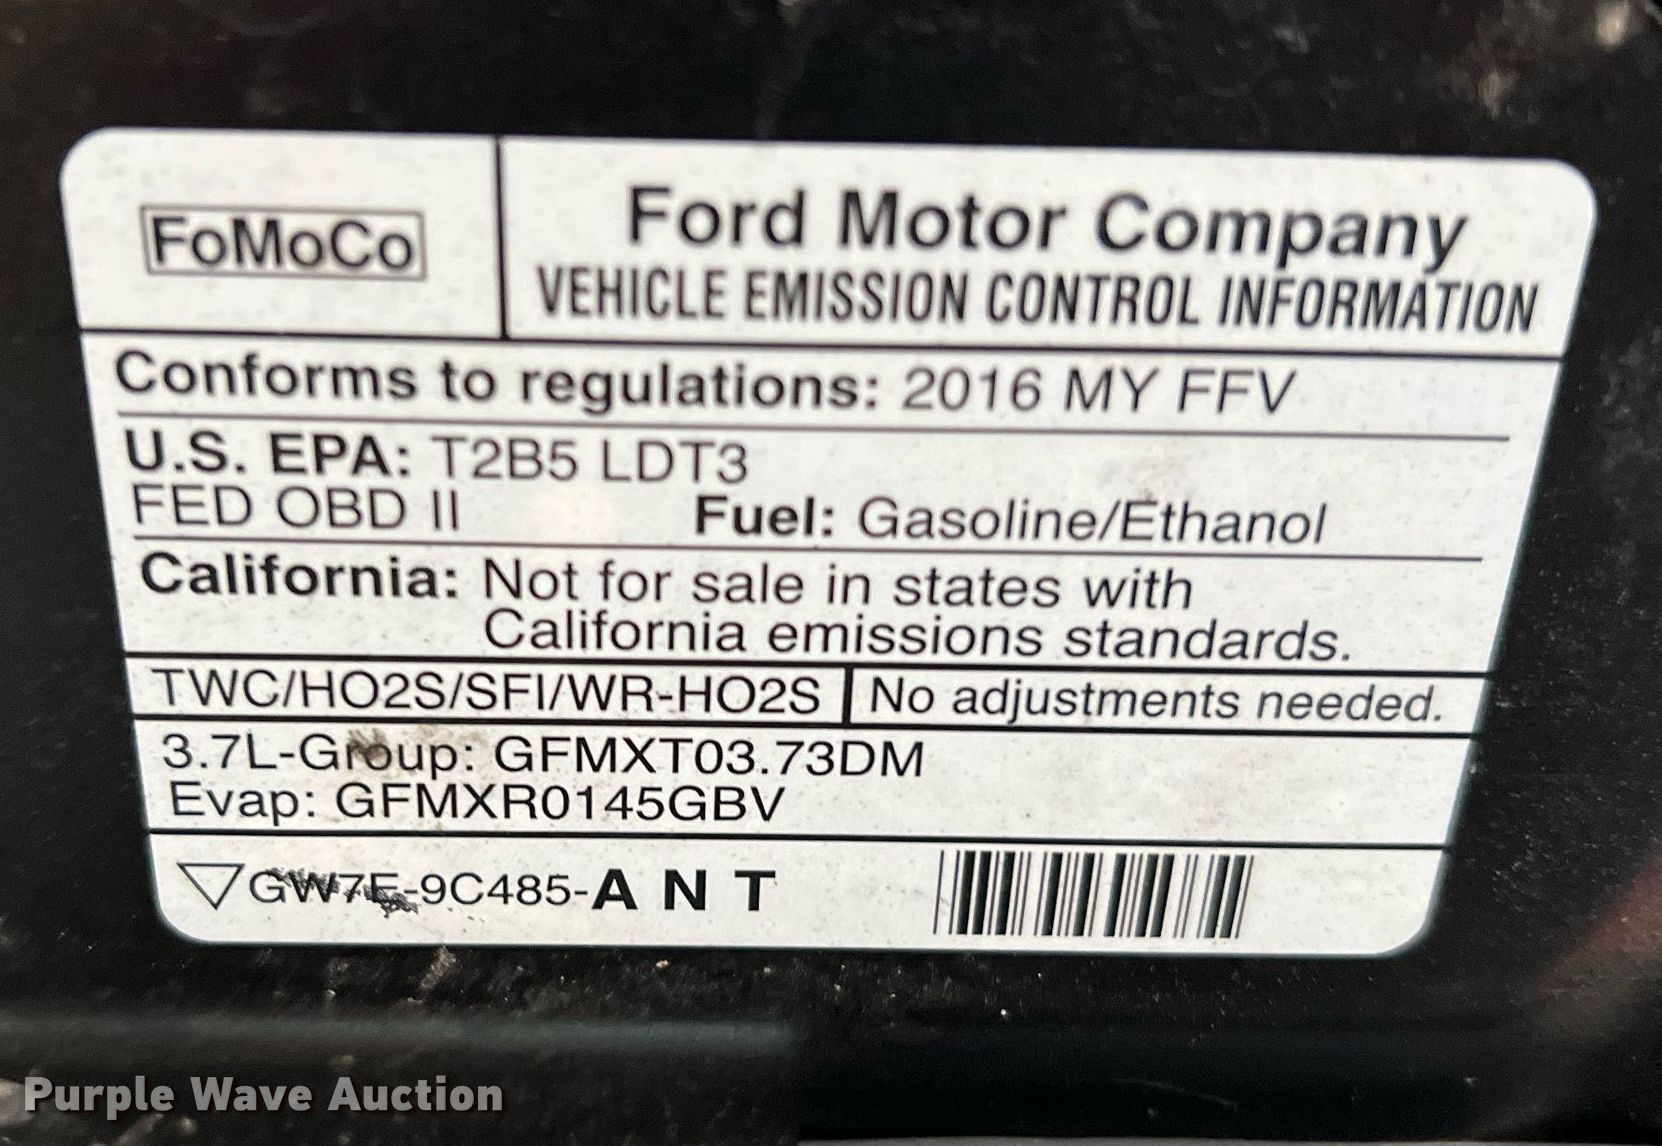 FoMoCo
Ford Motor Company
VEHICLE EMISSION CONTROL INFORMATION
Conforms to regulations: 2016 MY FFV
U.S. EPA: T2B5 LDT3
FED OBD II Fuel: Gasoline/Ethanol
California: Not for sale in states with
California emissions standards.
TWC/HO2S/SFI/WR-HO2S No adjustments needed.
3.7L-Group: GFMXT03.73DM
Evap: GFMXR0145GBV
GW7E-9C485-A N T
Purple Wave Auction